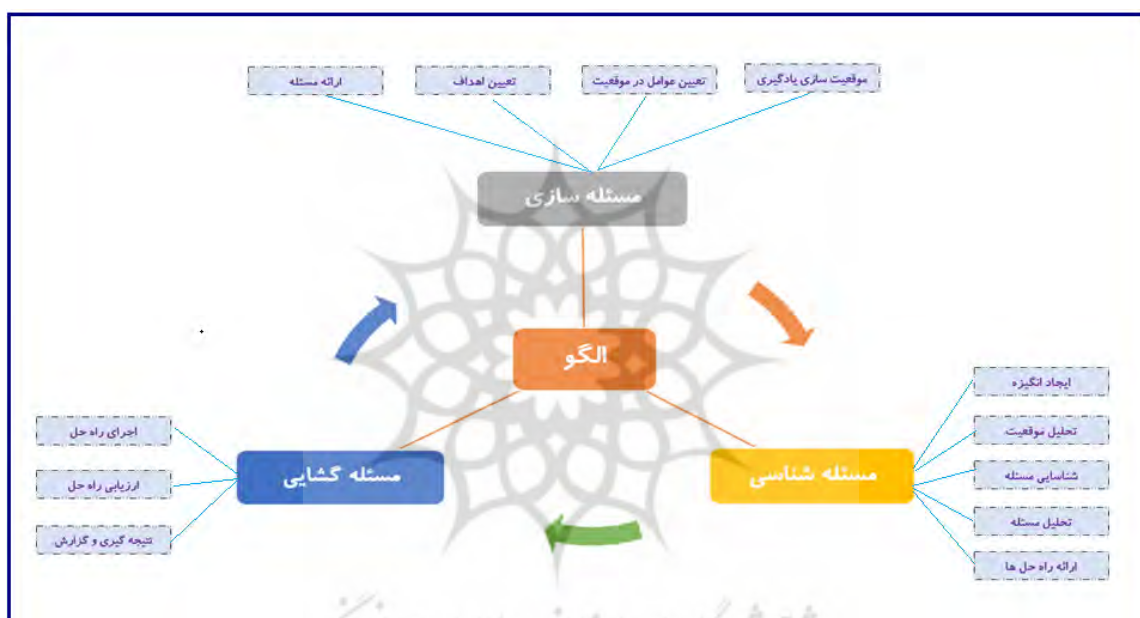 موقعیت سازی یادگیری
تعیین عوامل در موقعیت
تعیین اهداف
ارائه مسئله
مسئله سازی
الگو
مسئله شناسی
ایجاد انگیزه
تحلیل موقعیت
شناسایی مسئله
تحلیل مسئله
ارائه راه حل ها
مسئله گشایی
اجرای راه حل
ارزیابی راه حل
نتیجه گیری و گزارش